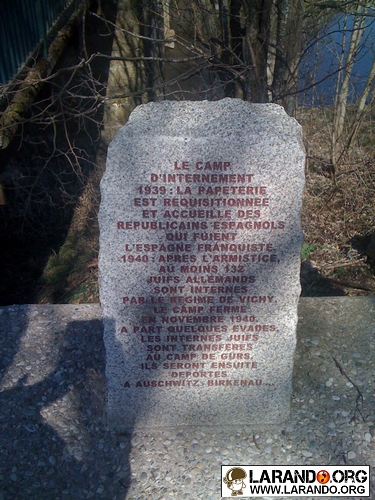 LE CAMP
D'INTERNEMENT
1939 : LA PAPETERIE
EST REQUISITIONNEE
ET ACCUEILLE DES
REPUBLICAINS ESPAGNOLS
QUI FUIENT
L'ESPAGNE FRANQUISTE.
1940 : APRES L'ARMISTICE,
AU MOINS 132
JUIFS ALLEMANDS
SONT INTERNES
PAR LE REGIME DE VICHY.
LE CAMP FERME
EN NOVEMBRE 1940.
A PART QUELQUES EVADES,
LES INTERNES JUIFS
SONT TRANSFERES
AU CAMP DE GURS.
ILS SERONT ENSUITE
DEPORTES
A AUSCHWITZ - BIRKENAU...
LARANDO.ORG
WWW.LARANDO.ORG